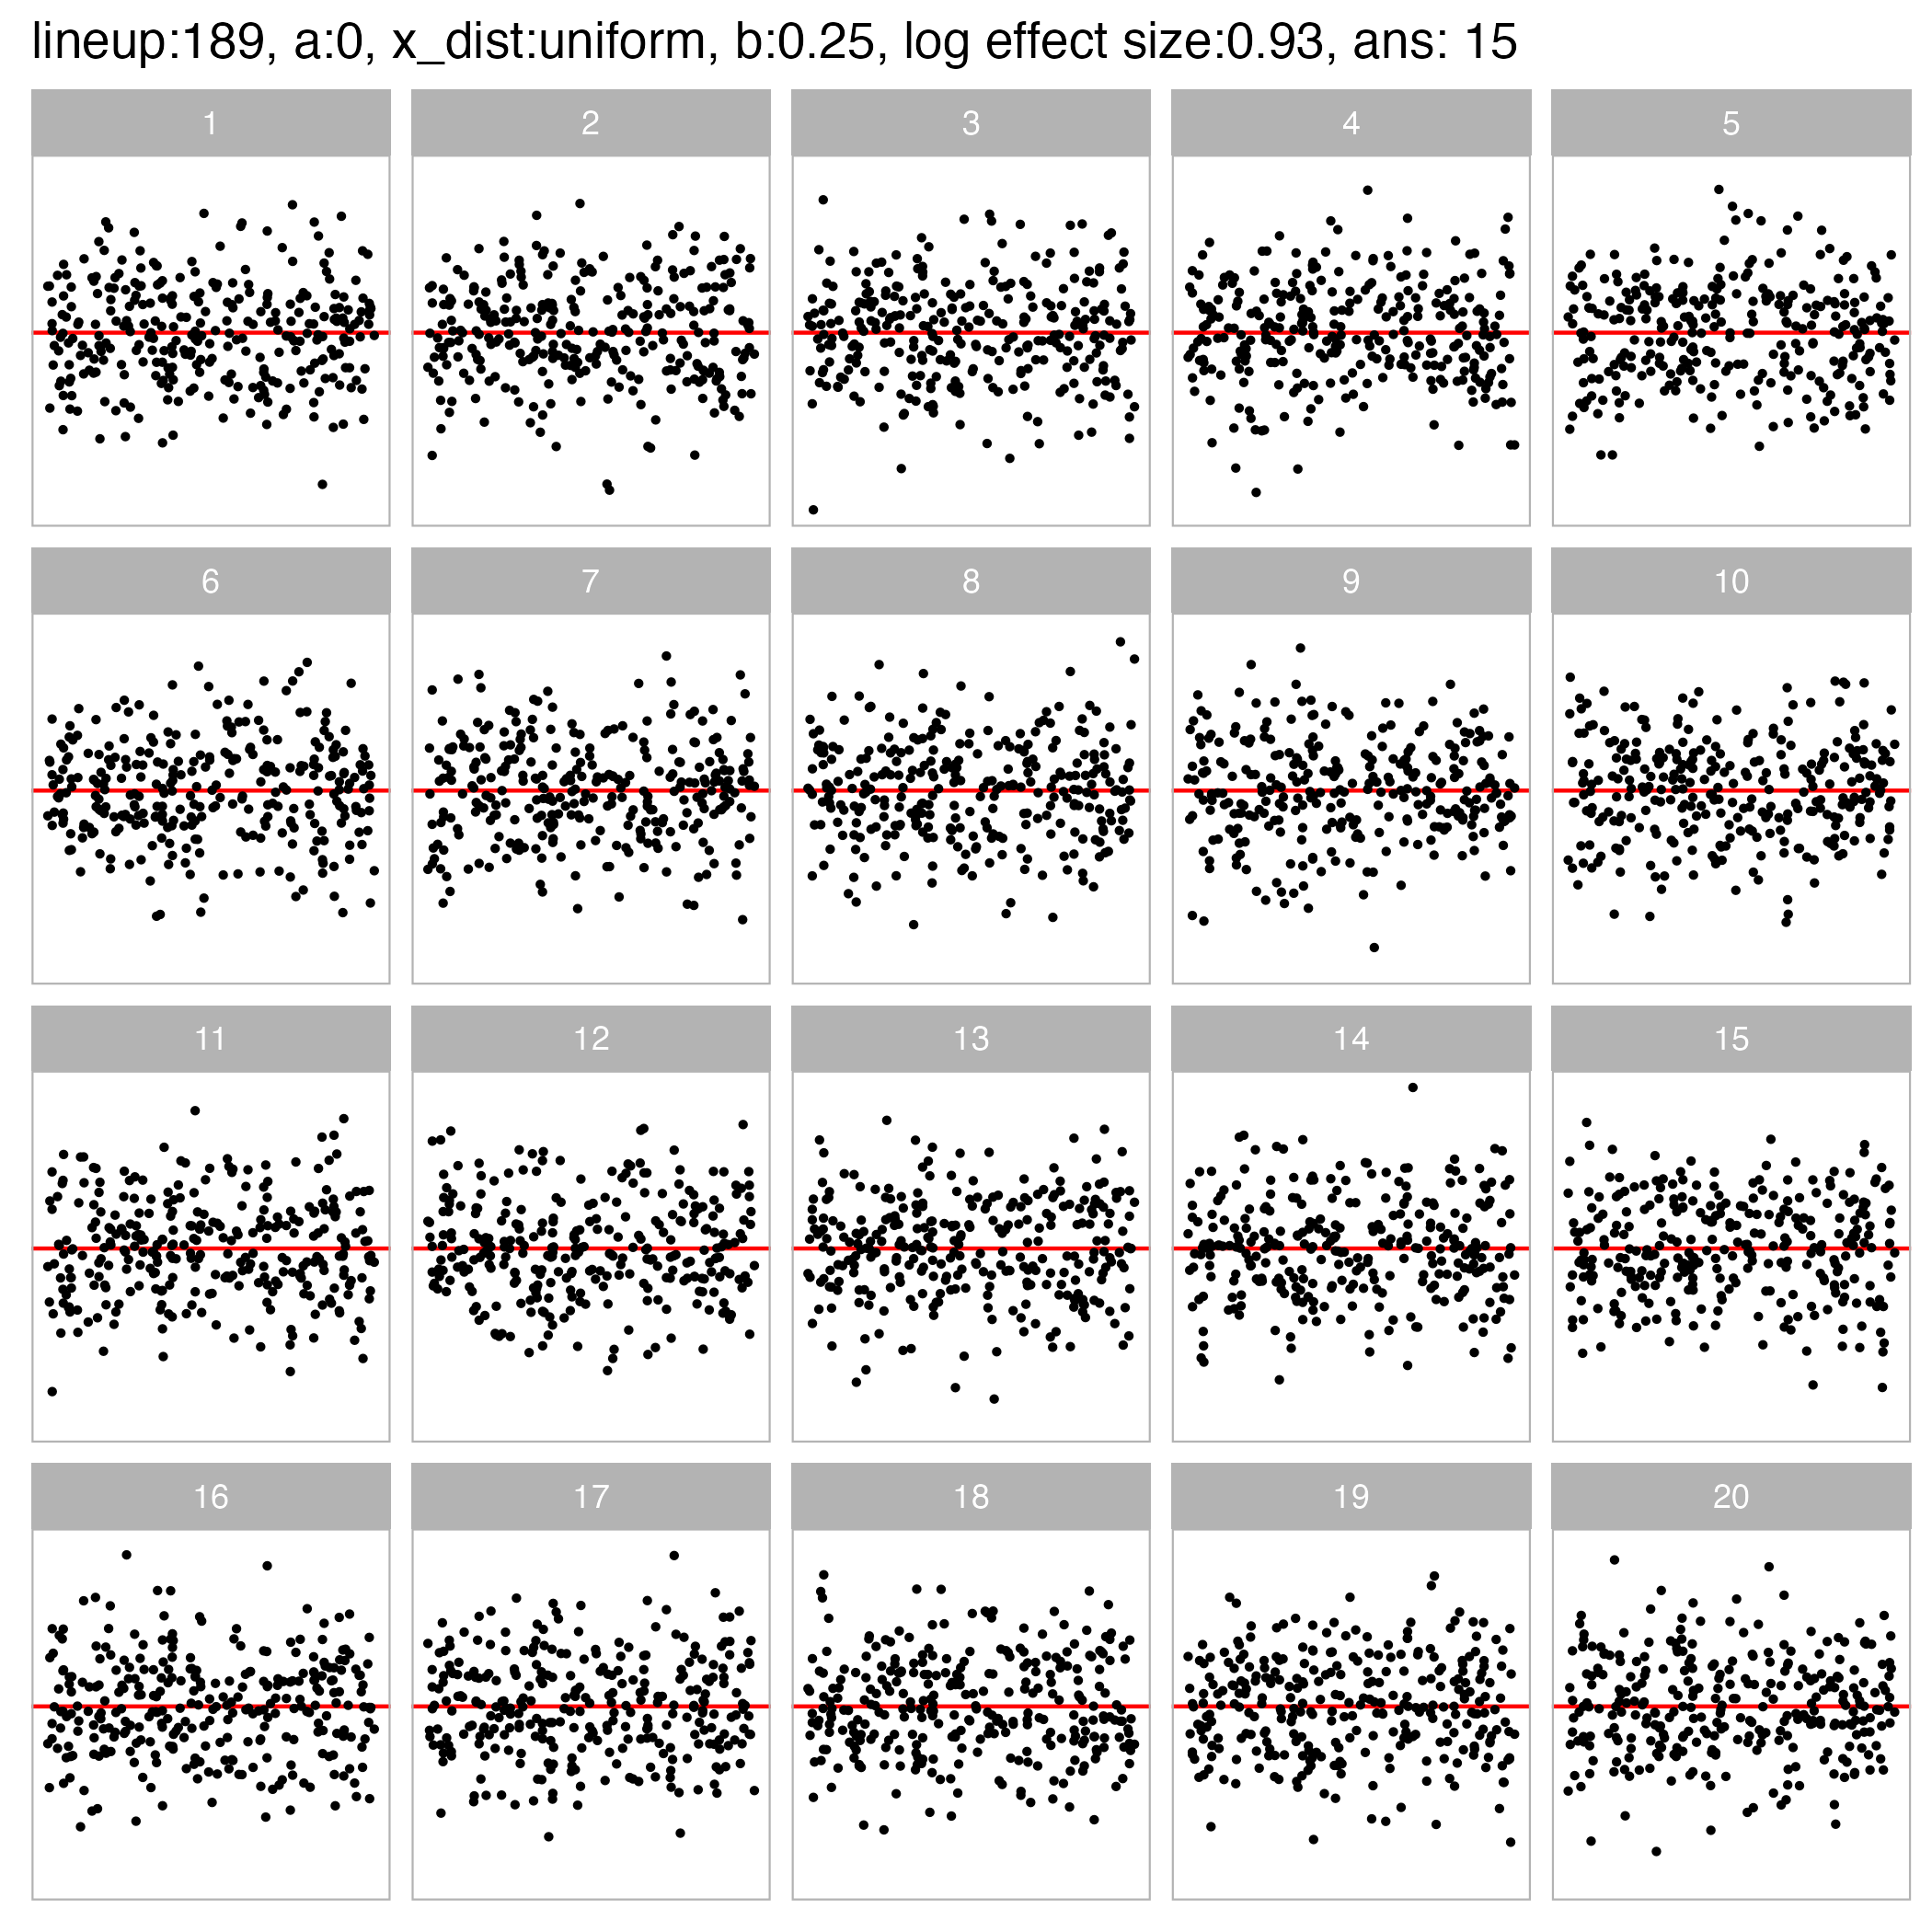 lineup:189, a:0, x_dist:uniform, b:0.25, log effect size:0.93, ans: 15
1 2 3 4 5
6 7 8 9 10
11 12 13 14 15
16 17 18 19 20